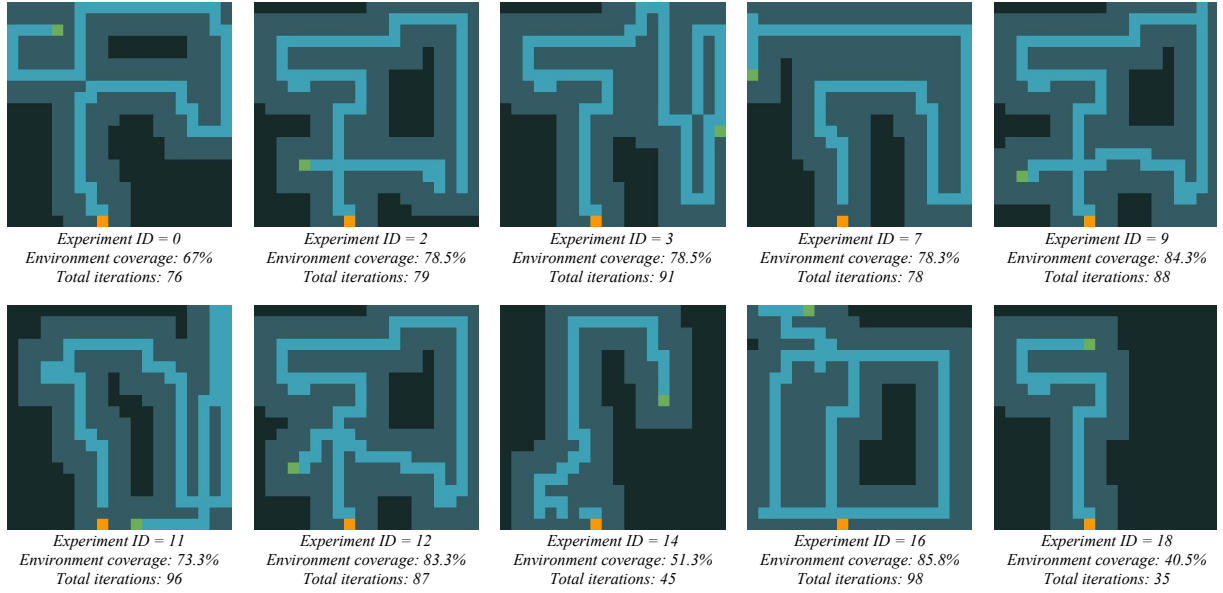 Experiment ID = 0
Environment coverage: 67%
Total iterations: 76
Experiment ID = 2
Environment coverage: 78.5%
Total iterations: 79
Experiment ID = 3
Environment coverage: 78.5%
Total iterations: 91
Experiment ID = 7
Environment coverage: 78.3%
Total iterations: 78
Experiment ID = 9
Environment coverage: 84.3%
Total iterations: 88
Experiment ID = 11
Environment coverage: 73.3%
Total iterations: 96
Experiment ID = 12
Environment coverage: 83.3%
Total iterations: 87
Experiment ID = 14
Environment coverage: 51.3%
Total iterations: 45
Experiment ID = 16
Environment coverage: 85.8%
Total iterations: 98
Experiment ID = 18
Environment coverage: 40.5%
Total iterations: 35